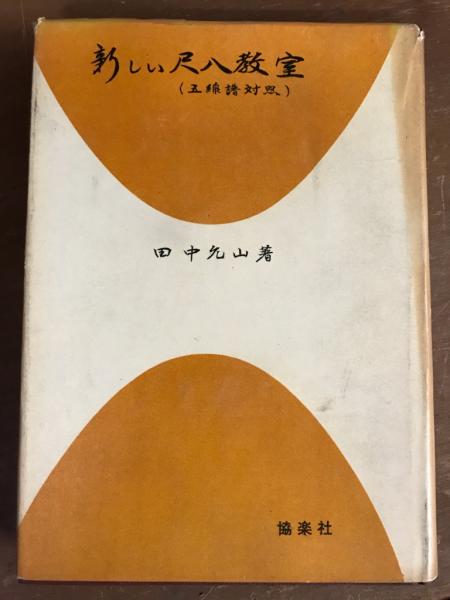 新しい尺八教室
(五線譜対照)
田中允山著
協楽社